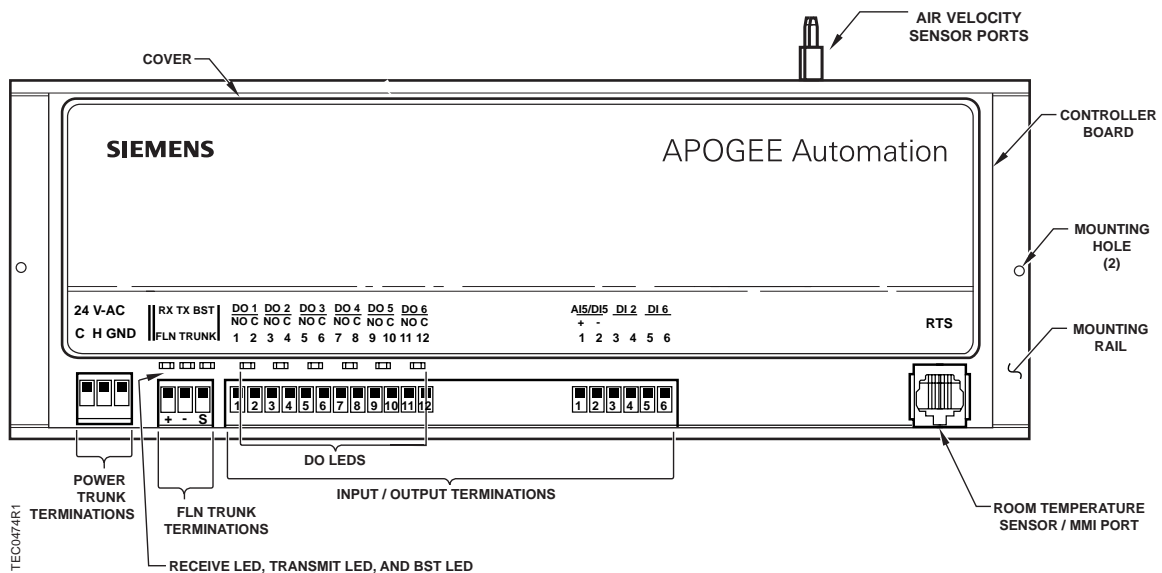 AIR VELOCITY
SENSOR PORTS
COVER
CONTROLLER
BOARD
SIEMENS
APOGEE Automation
MOUNTING
HOLE
(2)
24 V-AC
C H GND
RX TX BST
FLN TRUNK
DO 1 DO 2 DO 3 DO 4 DO 5 DO 6
NO C NO C NO C NO C NO C NO C
1 2 3 4 5 6 7 8 9 10 11 12
AI5/DI5 DI 2 DI 6
+ -
1 2 3 4 5 6
RTS
MOUNTING
RAIL
+ - S
1 2 3 4 5 6 7 8 9 10 11 12
1 2 3 4 5 6
DO LEDS
POWER
TRUNK
TERMINATIONS
INPUT / OUTPUT TERMINATIONS
FLN TRUNK
TERMINATIONS
ROOM TEMPERATURE
SENSOR / MMI PORT
TEC0474R1
RECEIVE LED, TRANSMIT LED, AND BST LED